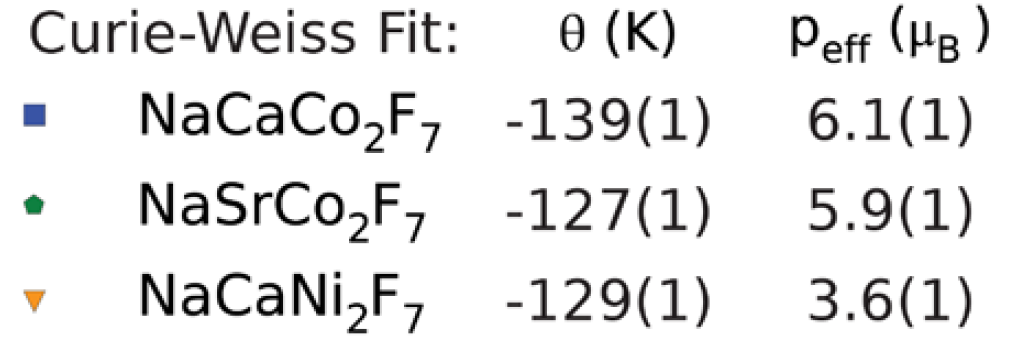 Curie-Weiss Fit: θ (K) p_eff (μ_B)
NaCaCo₂F₇ -139(1) 6.1(1)
NaSrCo₂F₇ -127(1) 5.9(1)
NaCaNi₂F₇ -129(1) 3.6(1)